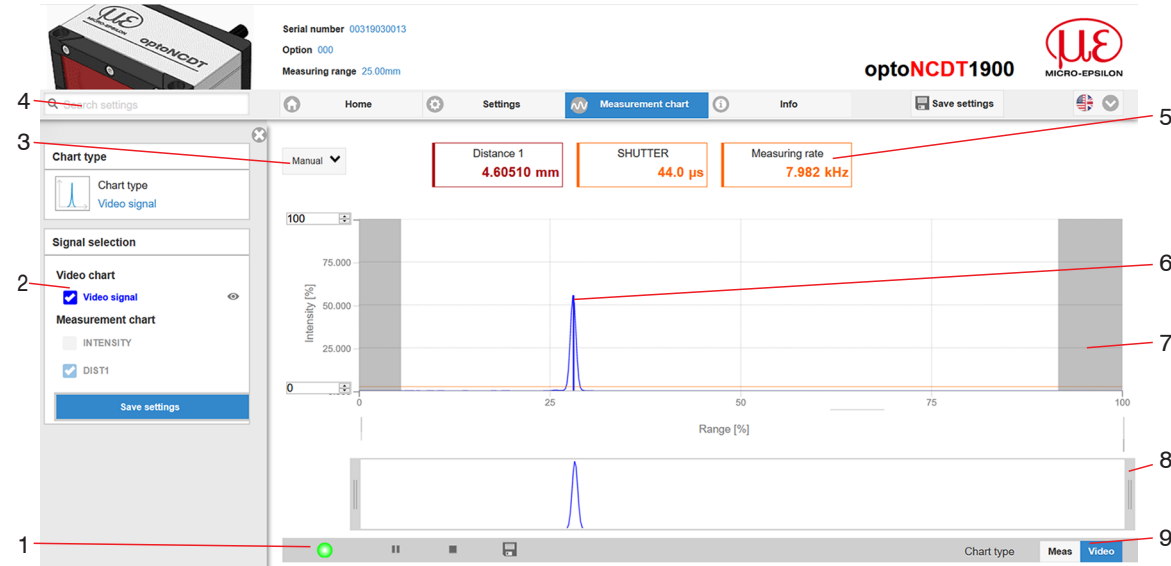 με
MICRO-EPSILON
optoNCDT
Serial number 00319030013
Option 000
Measuring range 25.00mm
optoNCDT1900
με
MICRO-EPSILON
4
Search settings
Home
Settings
Measurement chart
Info
Save settings
5
3
Chart type
Chart type
Video signal
Manual
Distance 1
4.60510 mm
SHUTTER
44.0 µs
Measuring rate
7.982 kHz
Signal selection
Video chart
2
Video signal
Measurement chart
INTENSITY
DIST1
Save settings
100
75.000
50.000
25.000
0
Intensity [%]
0
25
50
75
100
Range [%]
6
7
8
1
Chart type
Meas
Video
9